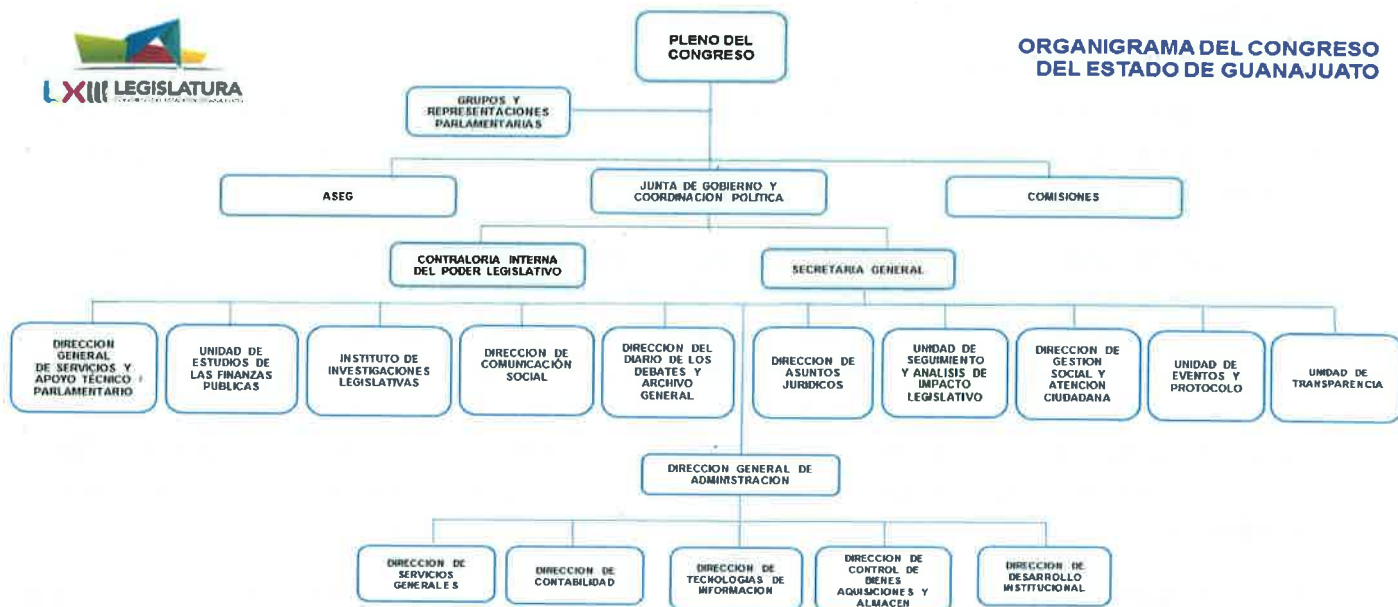 LXIII LEGISLATURA
ORGANIGRAMA DEL CONGRESO
DEL ESTADO DE GUANAJUATO
PLENO DEL
CONGRESO
GRUPOS Y
REPRESENTACIONES
PARLAMENTARIAS
ASEG
JUNTA DE GOBIERNO Y
COORDINACION POLITICA
COMISIONES
CONTRALORIA INTERNA
DEL PODER LEGISLATIVO
SECRETARIA GENERAL
DIRECCION
GENERAL
DE SERVICIOS Y
APOYO TÉCNICO
PARLAMENTARIO
UNIDAD DE
ESTUDIOS DE
LAS FINANZAS
PUBLICAS
INSTITUTO DE
INVESTIGACIONES
LEGISLATIVAS
DIRECCION DE
COMUNICACIÓN
SOCIAL
DIRECCION DEL
DIARIO DE LOS
DEBATES Y
ARCHIVO
GENERAL
DIRECCION DE
ASUNTOS
JURIDICOS
UNIDAD DE
SEGUIMIENTO
Y ANALISIS DE
IMPACTO
LEGISLATIVO
DIRECCION DE
GESTION
SOCIAL Y
ATENCION
CIUDADANA
UNIDAD DE
EVENTOS Y
PROTOCOLO
UNIDAD DE
TRANSPARENCIA
DIRECCION GENERAL DE
ADMINISTRACION
DIRECCION DE
SERVICIOS
GENERALES
DIRECCION DE
CONTABILIDAD
DIRECCION DE
TECNOLOGIAS DE
INFORMACION
DIRECCION DE
CONTROL DE
BIENES
AQUISICIONES Y
ALMACEN
DIRECCION DE
DESARROLLO
INSTITUCIONAL